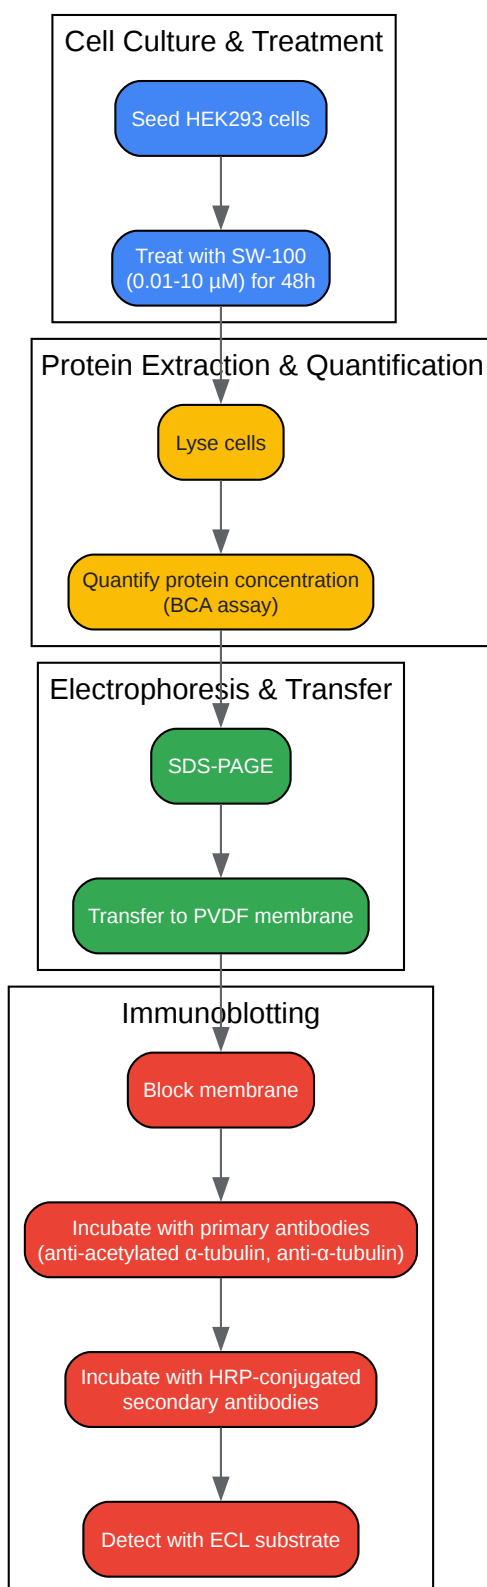 Cell Culture & Treatment
Seed HEK293 cells
Treat with SW-100
(0.01-10 µM) for 48h
Protein Extraction & Quantification
Lyse cells
Quantify protein concentration
(BCA assay)
Electrophoresis & Transfer
SDS-PAGE
Transfer to PVDF membrane
Immunoblotting
Block membrane
Incubate with primary antibodies
(anti-acetylated α-tubulin, anti-α-tubulin)
Incubate with HRP-conjugated
secondary antibodies
Detect with ECL substrate